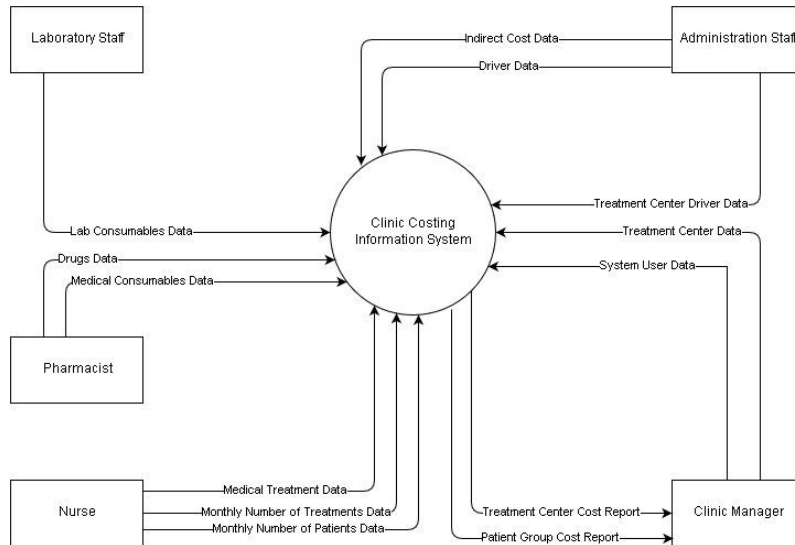 Laboratory Staff
Indirect Cost Data
Administration Staff
Driver Data
Treatment Center Driver Data
Clinic Costing
Information System
Lab Consumables Data
Treatment Center Data
Drugs Data
System User Data
Medical Consumables Data
Pharmacist
Medical Treatment Data
Nurse
Monthly Number of Treatments Data
Monthly Number of Patients Data
Treatment Center Cost Report
Clinic Manager
Patient Group Cost Report